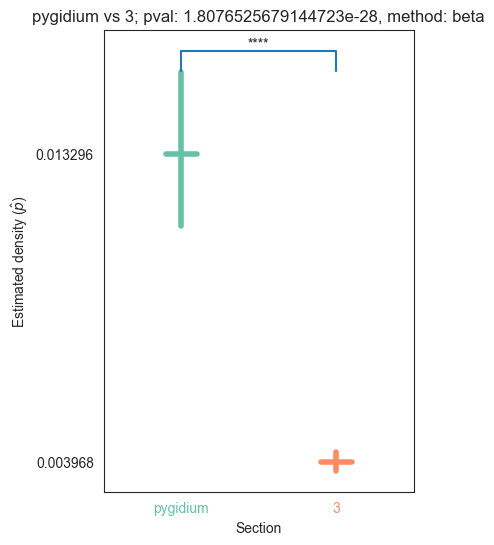 pygidium vs 3; pval: 1.8076525679144723e-28, method: beta
****
0.013296
Estimated density (p̂)
0.003968
pygidium 3
Section